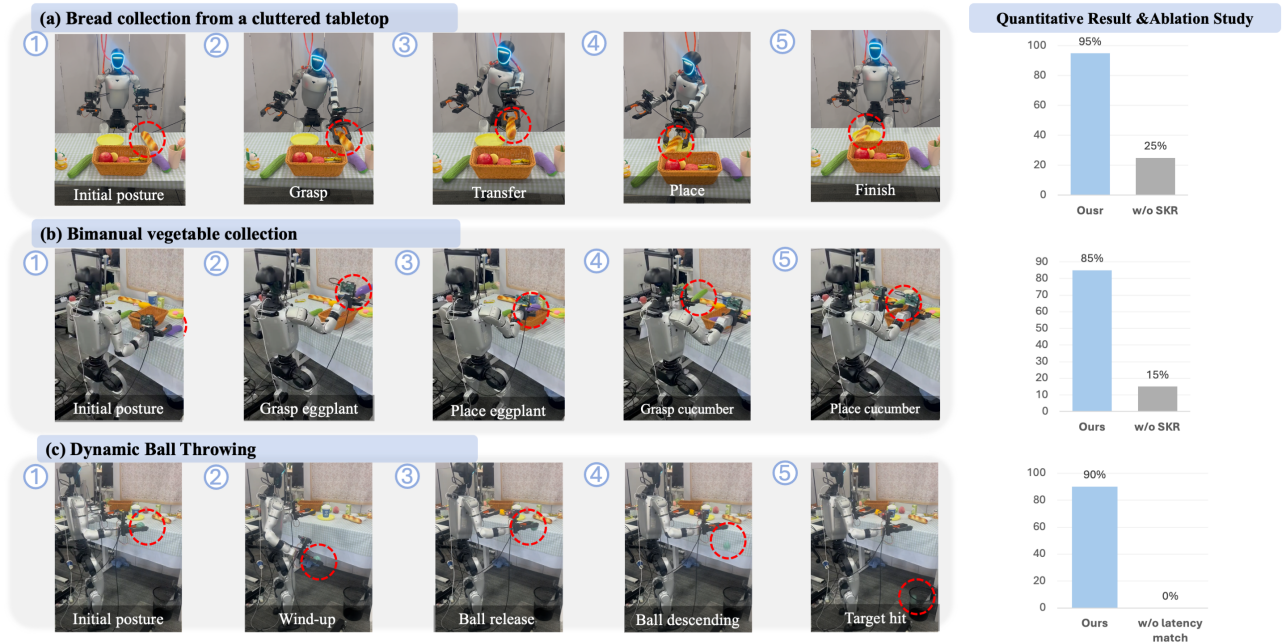 (a) Bread collection from a cluttered tabletop
① ② ③ ④ ⑤
Initial posture
Grasp
Transfer
Place
Finish
(b) Bimanual vegetable collection
① ② ③ ④ ⑤
Initial posture
Grasp eggplant
Place eggplant
Grasp cucumber
Place cucumber
(c) Dynamic Ball Throwing
① ② ③ ④ ⑤
Initial posture
Wind-up
Ball release
Ball descending
Target hit
Quantitative Result &Ablation Study
100
80
60
40
20
0
95%
25%
Ousr
w/o SKR
90
80
70
60
50
40
30
20
10
0
85%
15%
Ours
w/o SKR
100
80
60
40
20
0
90%
0%
Ours
w/o latency
match